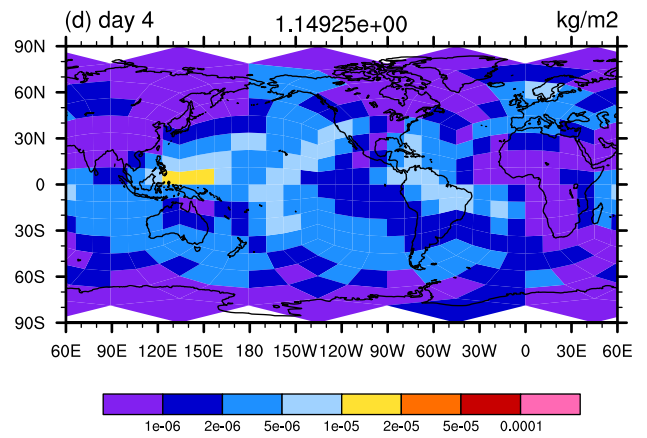 (d) day 4 1.14925e+00 kg/m2
90N
60N
30N
0
30S
60S
90S
60E 90E 120E 150E 180 150W 120W 90W 60W 30W 0 30E 60E
1e-06 2e-06 5e-06 1e-05 2e-05 5e-05 0.0001